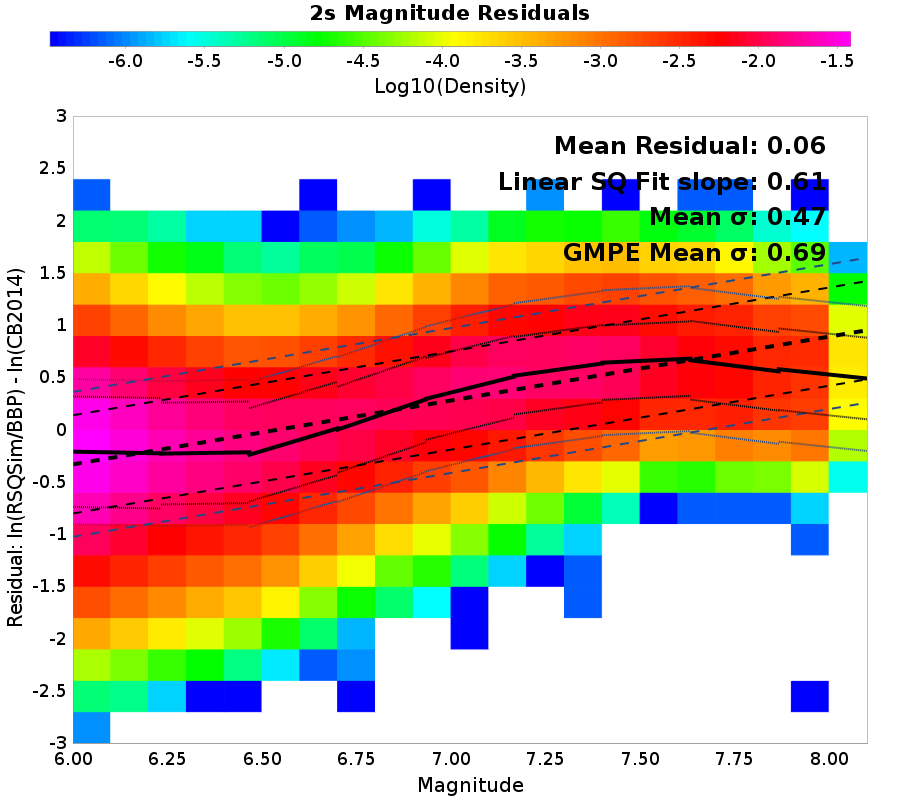 2s Magnitude Residuals
-6.0 -5.5 -5.0 -4.5 -4.0 -3.5 -3.0 -2.5 -2.0 -1.5
Log10(Density)
Mean Residual: 0.06
Linear SQ Fit slope: 0.61
Mean σ: 0.47
GMPE Mean σ: 0.69
Residual: ln(RSQSim/BBP) - ln(CB2014)
3
2.5
2
1.5
1
0.5
0
-0.5
-1
-1.5
-2
-2.5
-3
6.00 6.25 6.50 6.75 7.00 7.25 7.50 7.75 8.00
Magnitude